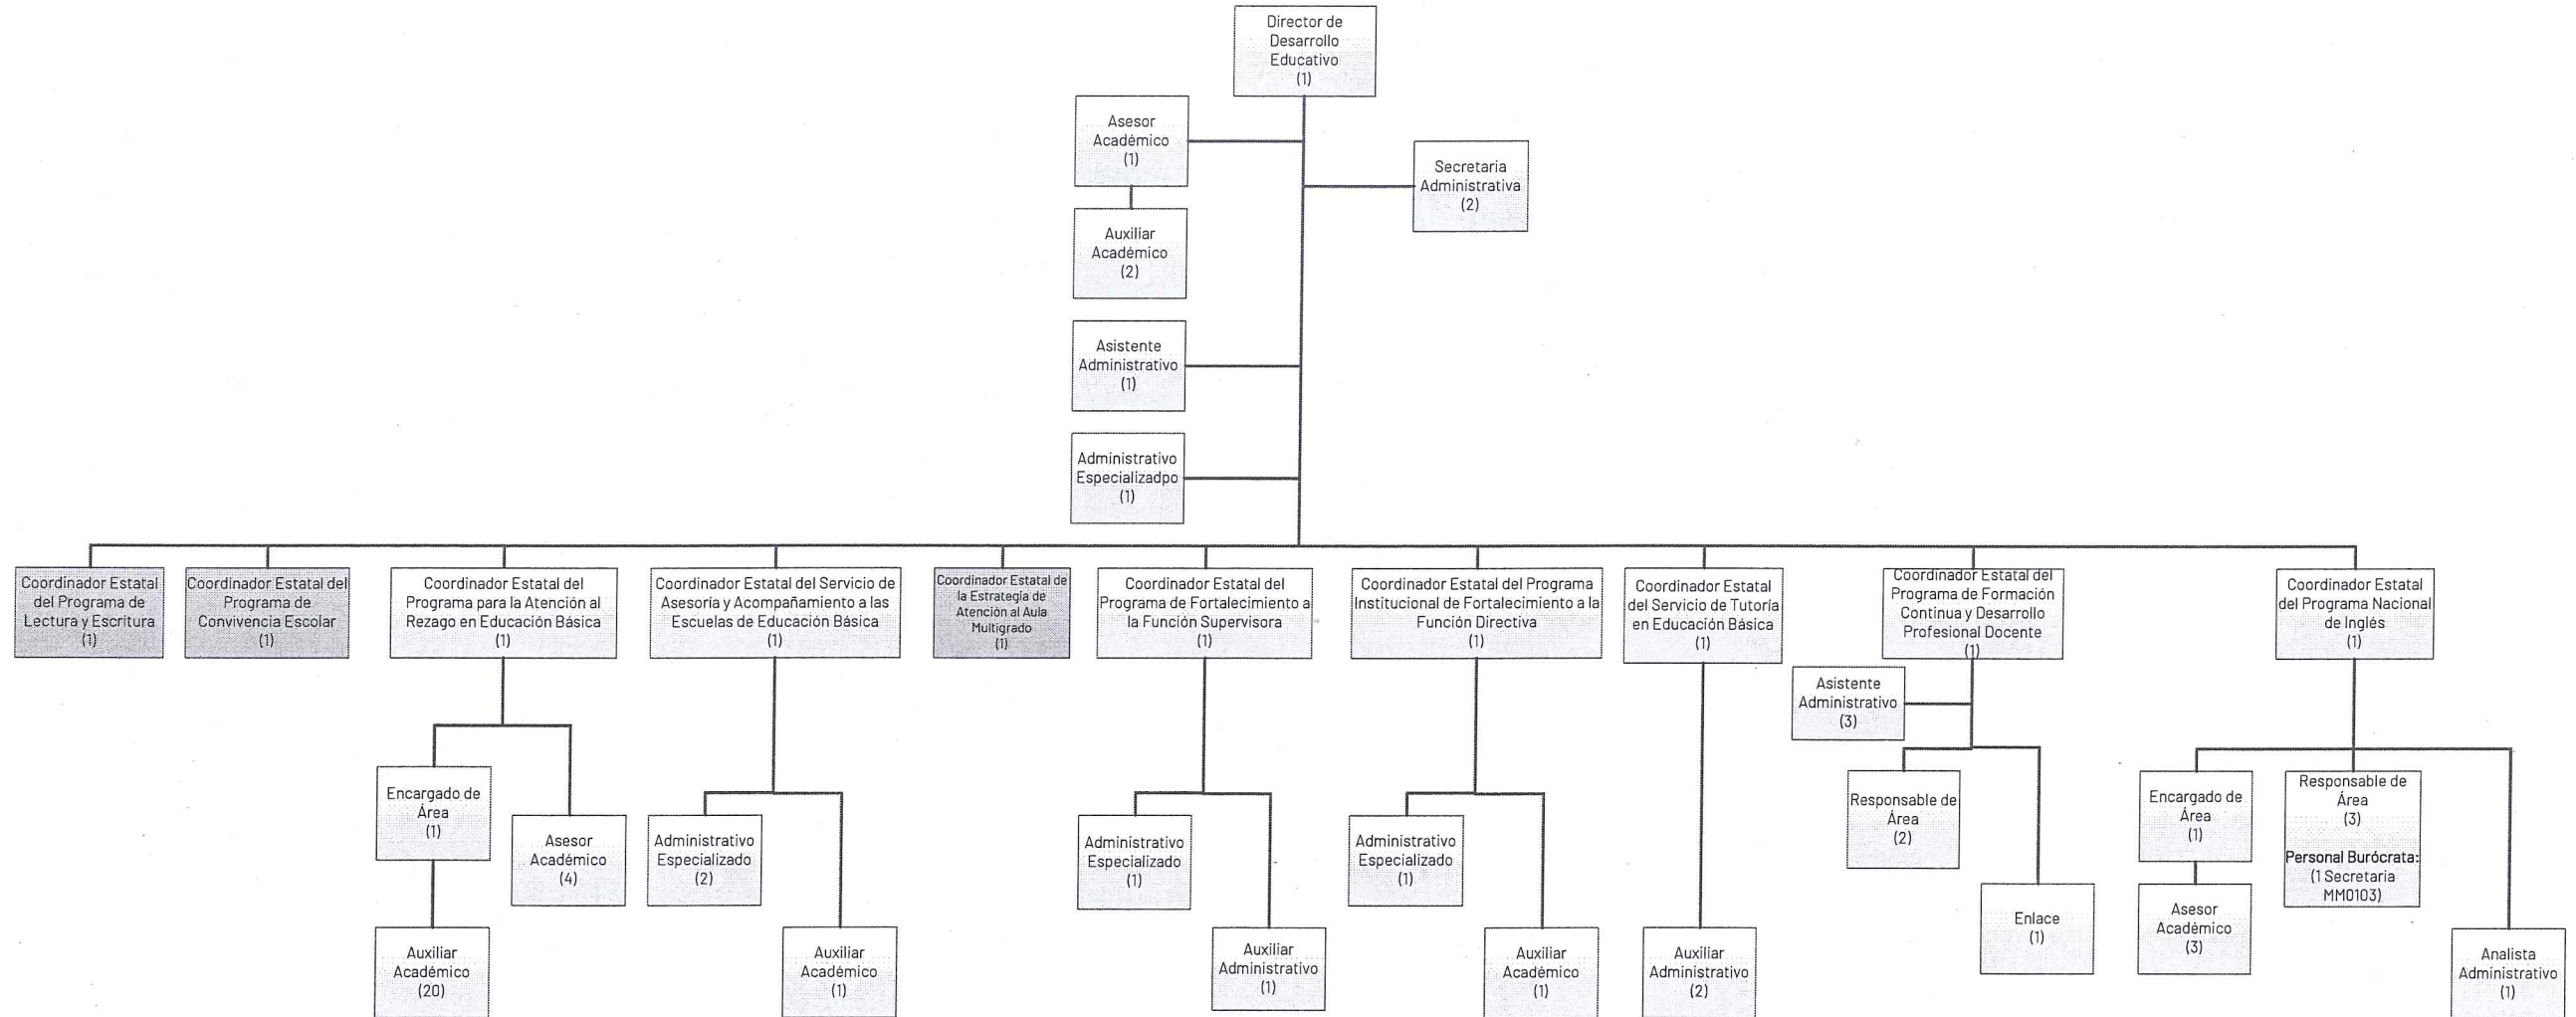 Director de
Desarrollo
Educativo
(1)
Asesor
Académico
(1)
Secretaria
Administrativa
(2)
Auxiliar
Académico
(2)
Asistente
Administrativo
(1)
Administrativo
Especializadpo
(1)
Coordinador Estatal
del Programa de
Lectura y Escritura
(1)
Coordinador Estatal del
Programa de
Convivencia Escolar
(1)
Coordinador Estatal del
Programa para la Atención al
Rezago en Educación Básica
(1)
Coordinador Estatal del Servicio de
Asesoría y Acompañamiento a las
Escuelas de Educación Básica
(1)
Coordinador Estatal de
la Estrategia de
Atención al Aula
Multigrado
(1)
Coordinador Estatal del
Programa de Fortalecimiento a
la Función Supervisora
(1)
Coordinador Estatal del Programa
Institucional de Fortalecimiento a la
Función Directiva
(1)
Coordinador Estatal
del Servicio de Tutoría
en Educación Básica
(1)
Coordinador Estatal del
Programa de Formación
Continua y Desarrollo
Profesional Docente
(1)
Coordinador Estatal
del Programa Nacional
de Inglés
(1)
Asistente
Administrativo
(3)
Encargado de
Área
(1)
Asesor
Académico
(4)
Auxiliar
Académico
(20)
Administrativo
Especializado
(2)
Auxiliar
Académico
(1)
Administrativo
Especializado
(1)
Auxiliar
Administrativo
(1)
Administrativo
Especializado
(1)
Auxiliar
Académico
(1)
Auxiliar
Administrativo
(2)
Responsable de
Área
(2)
Enlace
(1)
Encargado de
Área
(1)
Asesor
Académico
(3)
Responsable de
Área
(3)
Personal Burócrata:
(1 Secretaria
MM0103)
Analista
Administrativo
(1)